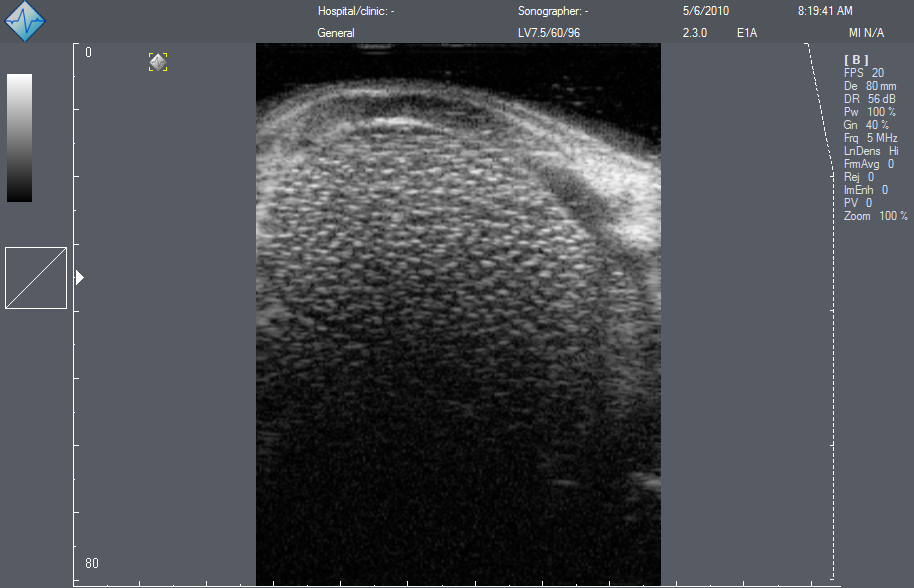 Hospital/clinic: - Sonographer: - 5/6/2010 8:19:41 AM
General LV7.5/60/96 2.3.0 E1A MI N/A
0
[ B ]
FPS 20
De 80 mm
DR 56 dB
Pw 100 %
Gn 40 %
Frq 5 MHz
LnDens Hi
FrmAvg 0
Rej 0
ImEnh 0
PV 0
Zoom 100 %
80